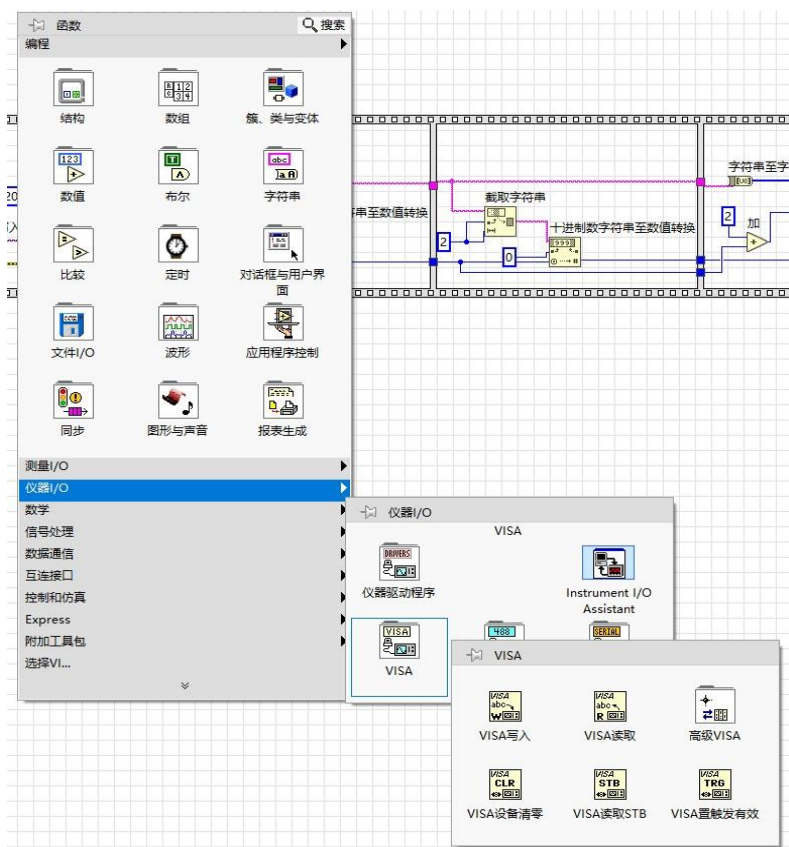 函数
搜索
编程
结构
数组
簇、类与变体
数值
布尔
字符串
比较
定时
对话框与用户界
面
文件I/O
波形
应用程序控制
同步
图形与声音
报表生成
测量I/O
仪器I/O
数学
信号处理
数据通信
互连接口
控制和仿真
Express
附加工具包
选择VI...
符串至数值转换
截取字符串
2
0
十进制数字符串至数值转换
字符串至字
2
加
20
仪器I/O
VISA
仪器驱动程序
Instrument I/O
Assistant
VISA
VISA
VISA写入
VISA读取
高级VISA
VISA设备清零
VISA读取STB
VISA置触发有效